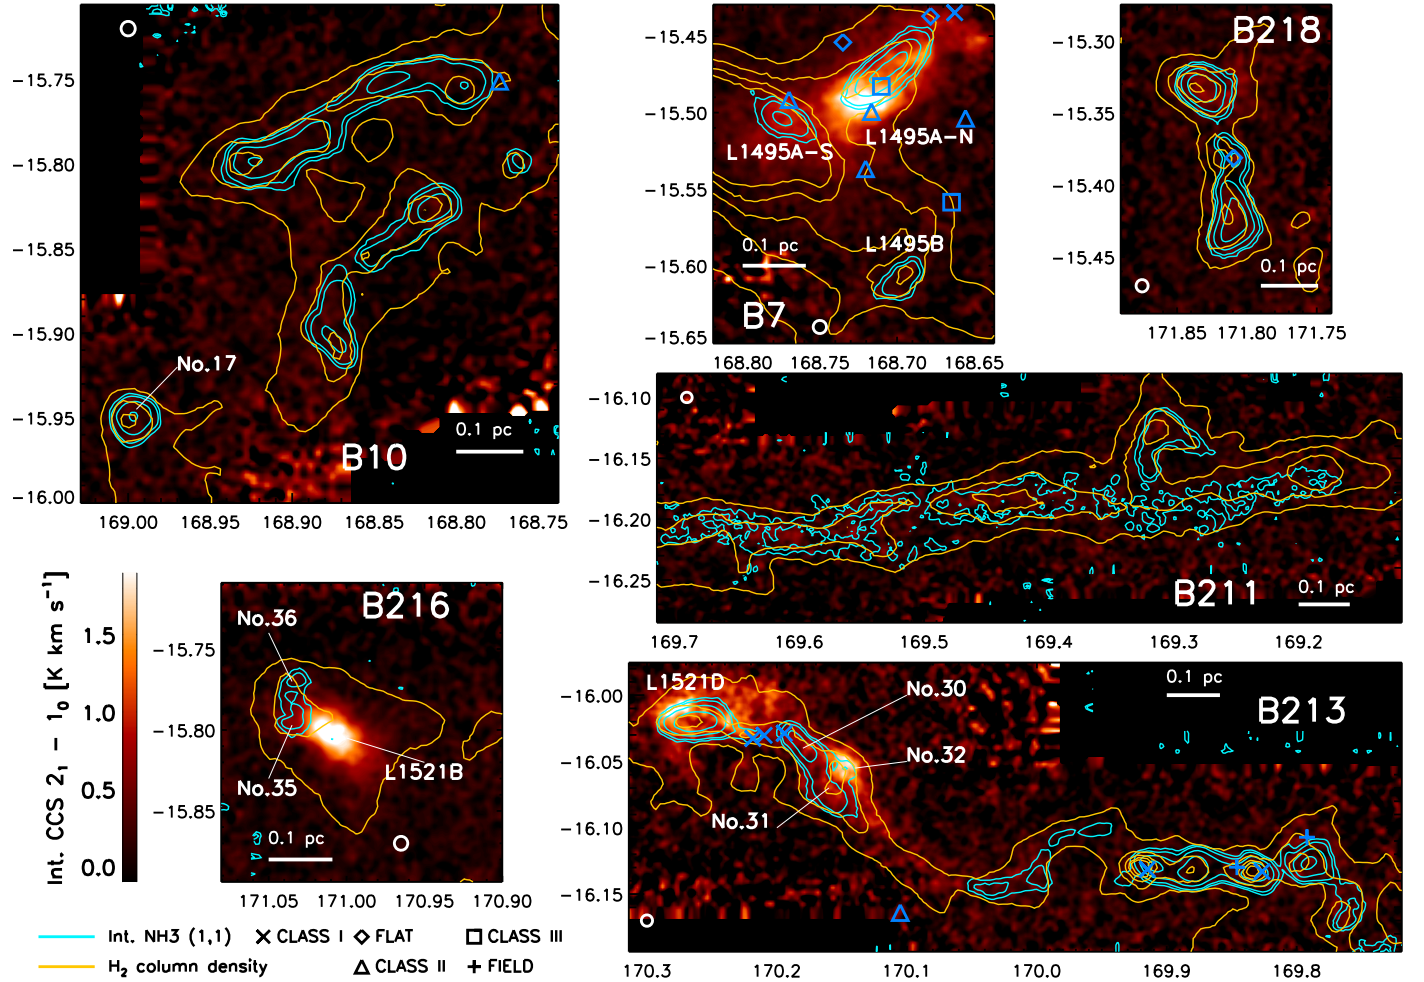 B10
No.17
0.1 pc
−15.75
−15.80
−15.85
−15.90
−15.95
−16.00
169.00 168.95 168.90 168.85 168.80 168.75
B7
L1495A−S
L1495A−N
L1495B
0.1 pc
−15.45
−15.50
−15.55
−15.60
−15.65
168.80 168.75 168.70 168.65
B218
0.1 pc
−15.30
−15.35
−15.40
−15.45
171.85 171.80 171.75
B211
0.1 pc
−16.10
−16.15
−16.20
−16.25
169.7 169.6 169.5 169.4 169.3 169.2
Int. CCS 2₁ − 1₀ [K km s⁻¹]
1.5
1.0
0.5
0.0
B216
No.36
No.35
L1521B
0.1 pc
−15.75
−15.80
−15.85
171.05 171.00 170.95 170.90
B213
L1521D
No.30
No.32
No.31
0.1 pc
−16.00
−16.05
−16.10
−16.15
170.3 170.2 170.1 170.0 169.9 169.8
Int. NH3 (1,1) CLASS I FLAT CLASS III
H₂ column density CLASS II FIELD